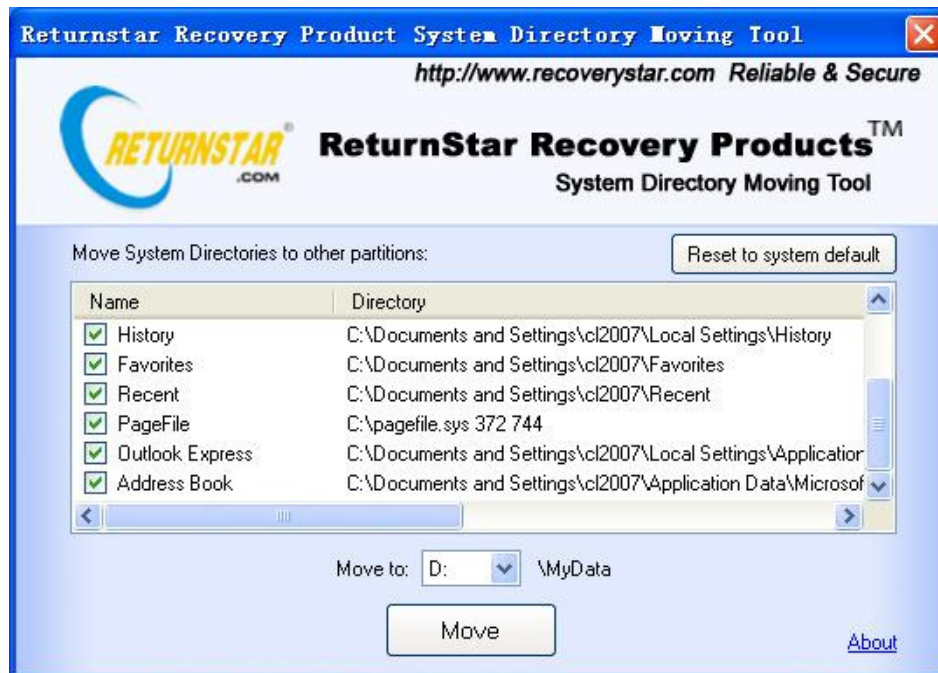 Returnstar Recovery Product System Directory Moving Tool
http://www.recoverystar.com Reliable & Secure
RETURNSTAR®
.COM
ReturnStar Recovery Products™
System Directory Moving Tool
Move System Directories to other partitions:
Reset to system default
Name Directory
History C:\Documents and Settings\cl2007\Local Settings\History
Favorites C:\Documents and Settings\cl2007\Favorites
Recent C:\Documents and Settings\cl2007\Recent
PageFile C:\pagefile.sys 372 744
Outlook Express C:\Documents and Settings\cl2007\Local Settings\Application
Address Book C:\Documents and Settings\cl2007\Application Data\Microsof
Move to: D: \MyData
Move
About